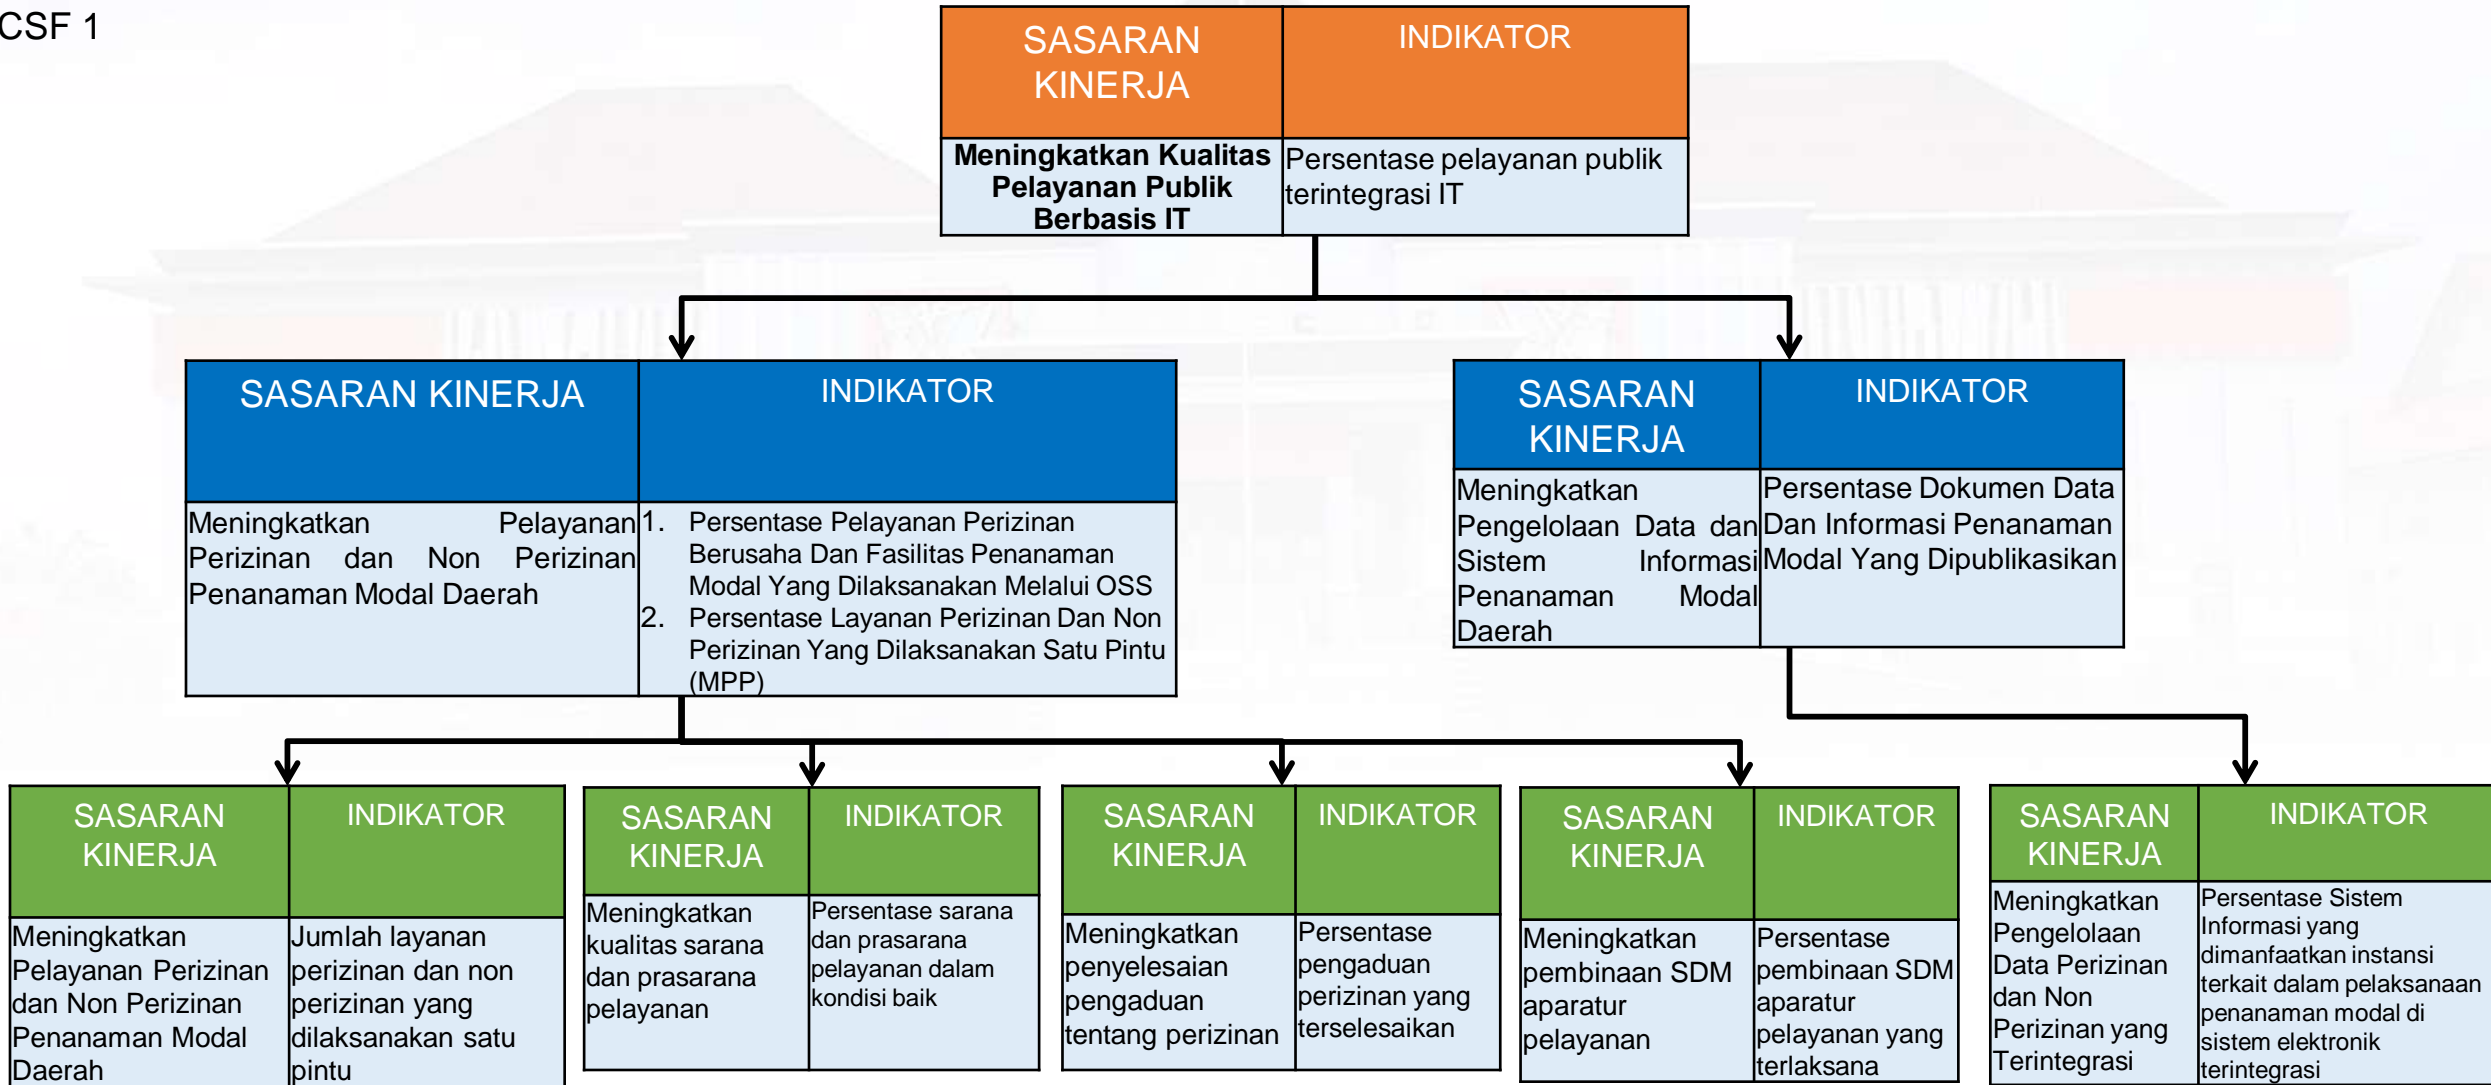 CSF 1
SASARAN
KINERJA
INDIKATOR
Meningkatkan Kualitas
Pelayanan Publik
Berbasis IT
Persentase pelayanan publik
terintegrasi IT
SASARAN KINERJA
INDIKATOR
Meningkatkan Pelayanan
Perizinan dan Non Perizinan
Penanaman Modal Daerah
1. Persentase Pelayanan Perizinan
Berusaha Dan Fasilitas Penanaman
Modal Yang Dilaksanakan Melalui OSS
2. Persentase Layanan Perizinan Dan Non
Perizinan Yang Dilaksanakan Satu Pintu
(MPP)
SASARAN
KINERJA
INDIKATOR
Meningkatkan
Pengelolaan Data dan
Sistem Informasi
Penanaman Modal
Daerah
Persentase Dokumen Data
Dan Informasi Penanaman
Modal Yang Dipublikasikan
SASARAN
KINERJA
INDIKATOR
Meningkatkan
Pelayanan Perizinan
dan Non Perizinan
Penanaman Modal
Daerah
Jumlah layanan
perizinan dan non
perizinan yang
dilaksanakan satu
pintu
SASARAN
KINERJA
INDIKATOR
Meningkatkan
kualitas sarana
dan prasarana
pelayanan
Persentase sarana
dan prasarana
pelayanan dalam
kondisi baik
SASARAN
KINERJA
INDIKATOR
Meningkatkan
penyelesaian
pengaduan
tentang perizinan
Persentase
pengaduan
perizinan yang
terselesaikan
SASARAN
KINERJA
INDIKATOR
Meningkatkan
pembinaan SDM
aparatur
pelayanan
Persentase
pembinaan SDM
aparatur
pelayanan yang
terlaksana
SASARAN
KINERJA
INDIKATOR
Meningkatkan
Pengelolaan
Data Perizinan
dan Non
Perizinan yang
Terintegrasi
Persentase Sistem
Informasi yang
dimanfaatkan instansi
terkait dalam pelaksanaan
penanaman modal di
sistem elektronik
terintegrasi